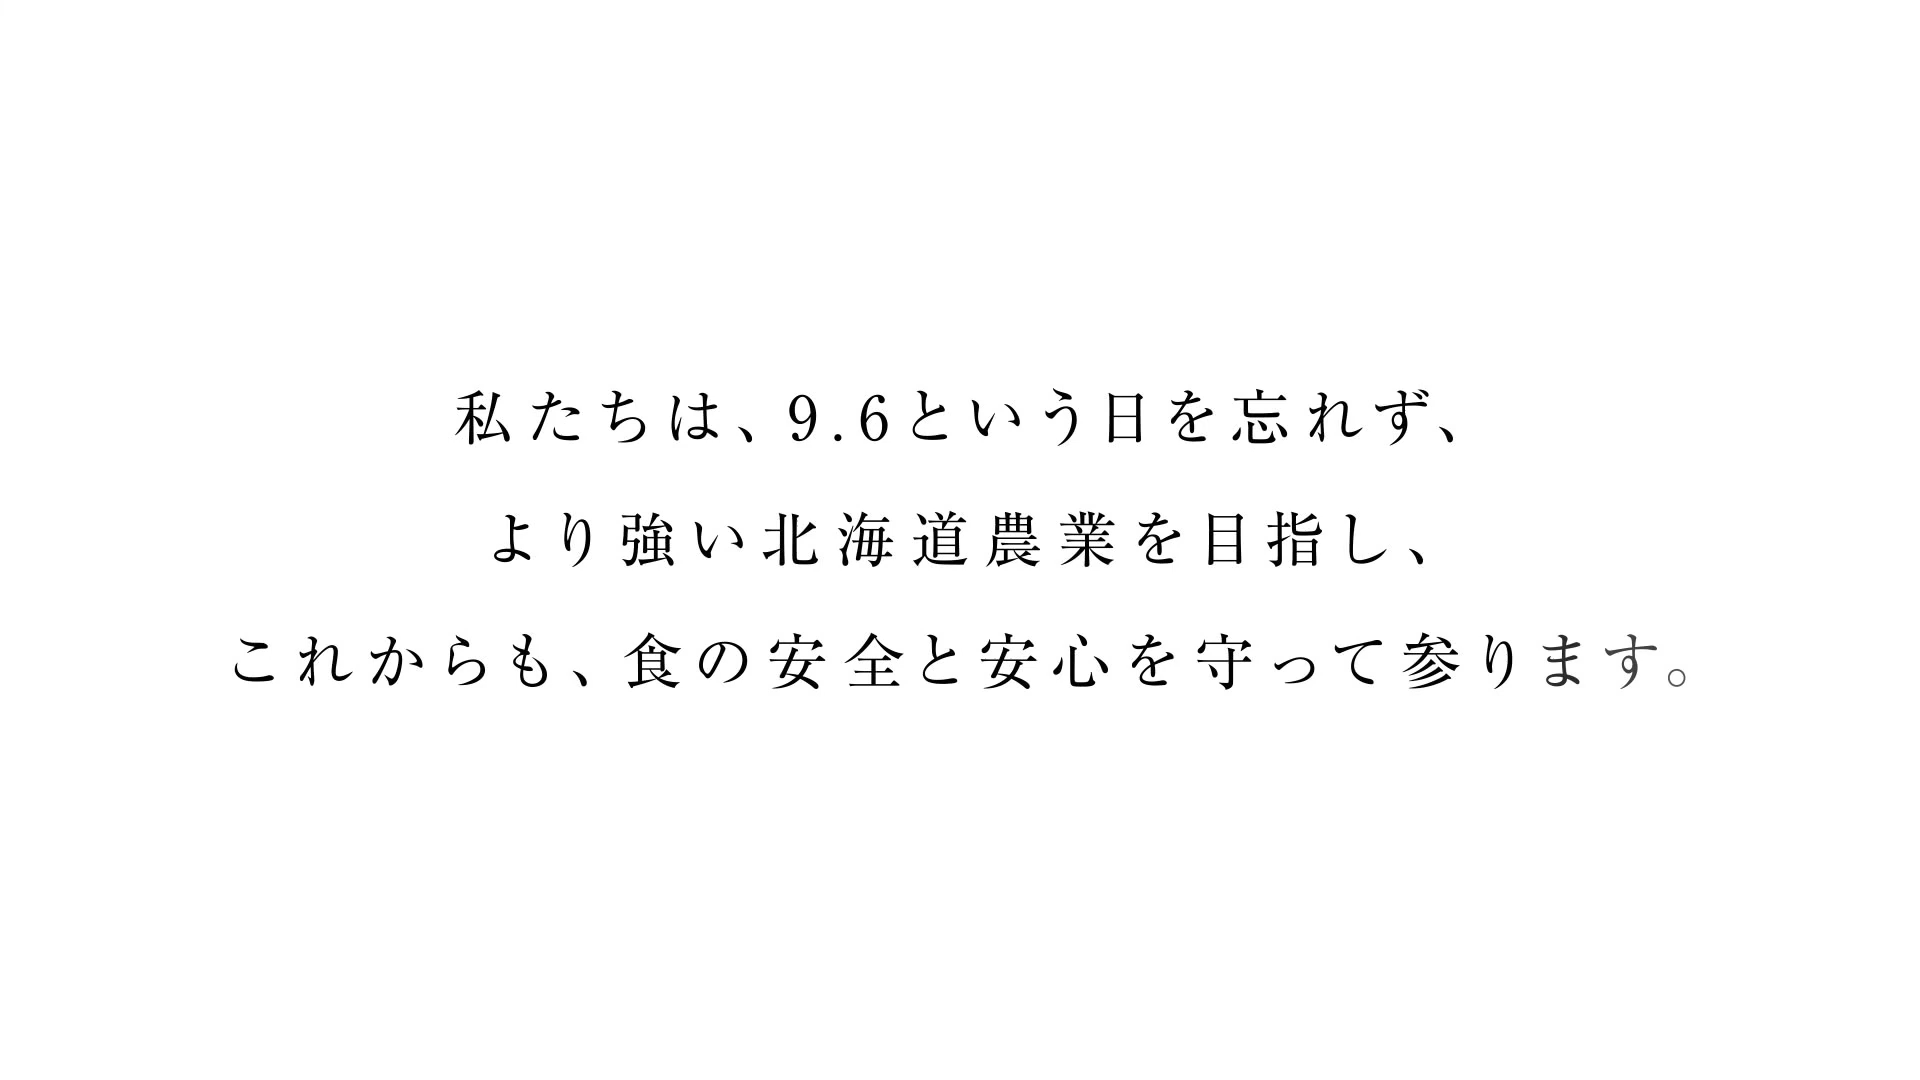 私たちは、9.6という日を忘れず、
より強い北海道農業を目指し、
これからも、食の安全と安心を守って参ります。